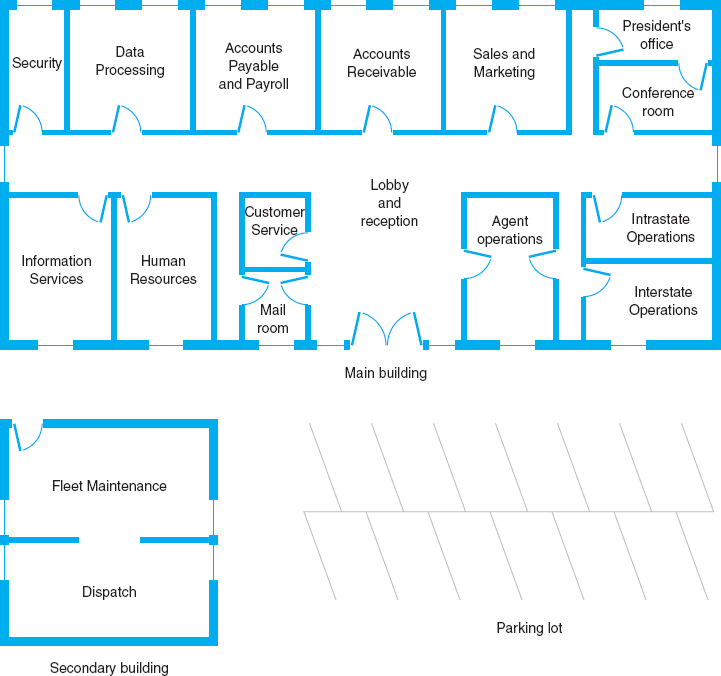 Security
Data
Processing
Accounts
Payable
and Payroll
Accounts
Receivable
Sales and
Marketing
President's
office
Conference
room
Information
Services
Human
Resources
Customer
Service
Mail
room
Lobby
and
reception
Agent
operations
Intrastate
Operations
Interstate
Operations
Main building
Fleet Maintenance
Dispatch
Secondary building
Parking lot